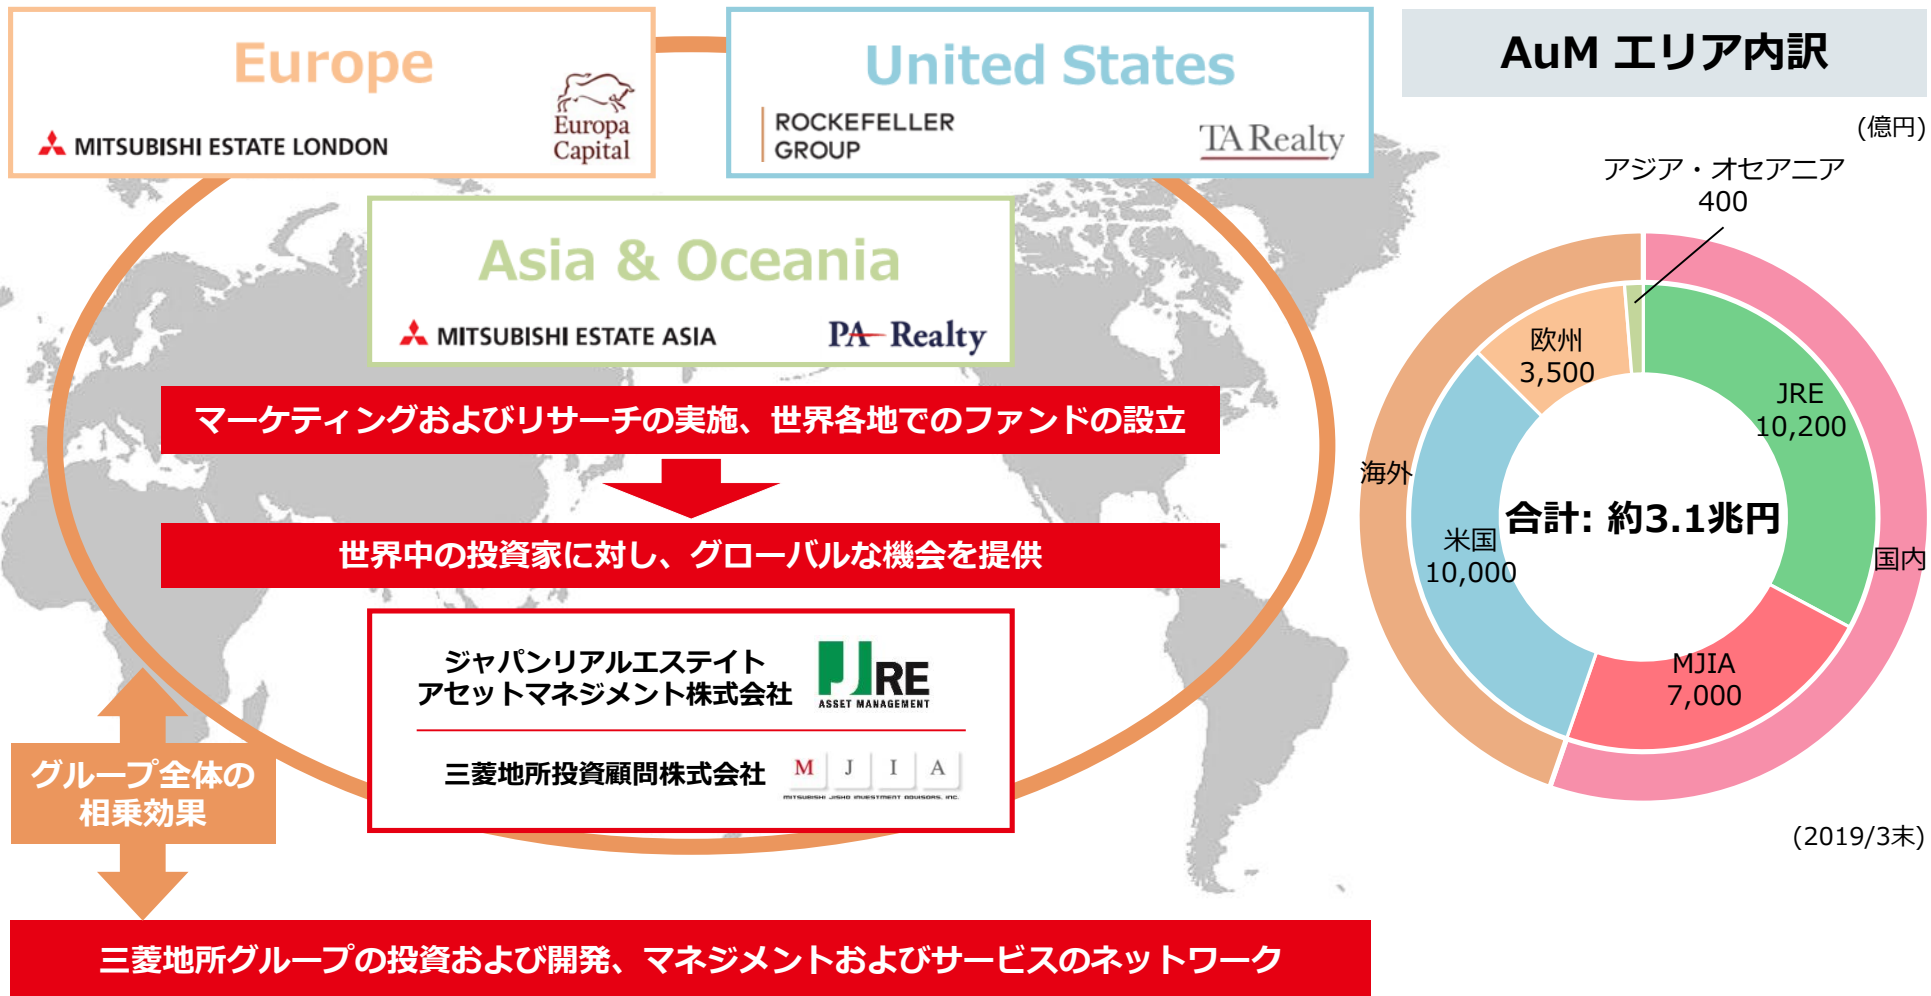 Europe
MITSUBISHI ESTATE LONDON
Europa
Capital
United States
ROCKEFELLER
GROUP
TA Realty
Asia & Oceania
MITSUBISHI ESTATE ASIA
PA Realty
マーケティングおよびリサーチの実施、世界各地でのファンドの設立
世界中の投資家に対し、グローバルな機会を提供
ジャパンリアルエステイト
アセットマネジメント株式会社
JRE
ASSET MANAGEMENT
三菱地所投資顧問株式会社
M J I A
MITSUBISHI JISHO INVESTMENT ADVISORS, INC.
グループ全体の
相乗効果
三菱地所グループの投資および開発、マネジメントおよびサービスのネットワーク
AuM エリア内訳
(億円)
アジア・オセアニア
400
欧州
3,500
JRE
10,200
海外
合計: 約3.1兆円
米国
10,000
国内
MJIA
7,000
(2019/3末)